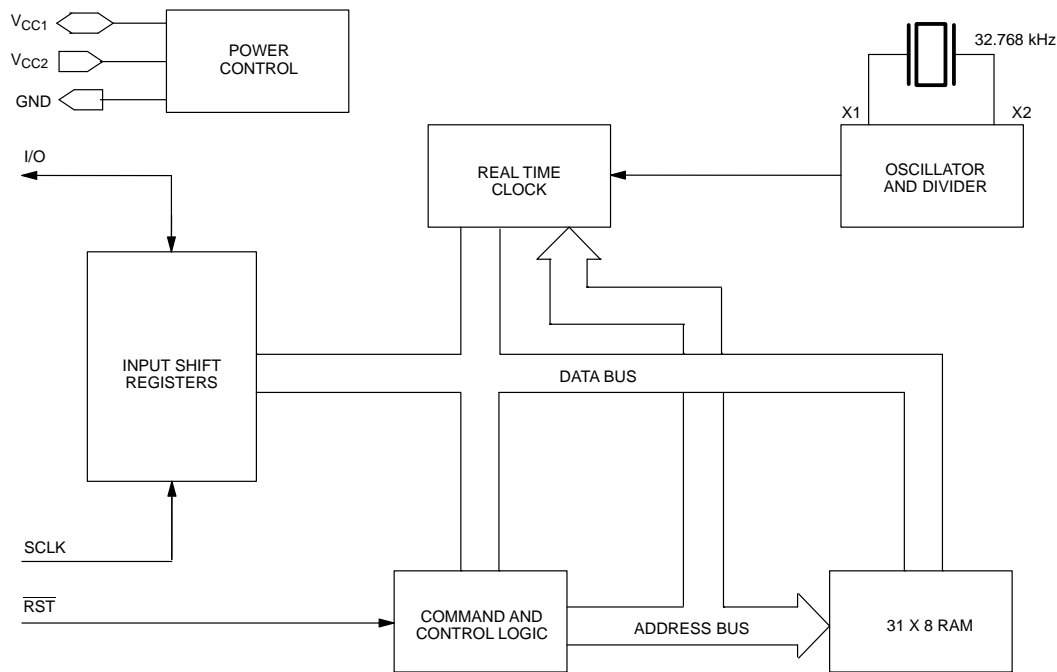 VCC1
VCC2
GND
POWER
CONTROL
32.768 kHz
X1
X2
OSCILLATOR
AND DIVIDER
REAL TIME
CLOCK
I/O
INPUT SHIFT
REGISTERS
DATA BUS
SCLK
RST
COMMAND AND
CONTROL LOGIC
ADDRESS BUS
31 X 8 RAM